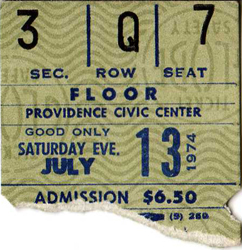 3 Q 7
SEC. ROW SEAT
FLOOR
PROVIDENCE CIVIC CENTER
GOOD ONLY
SATURDAY EVE.
JULY 13 1974
ADMISSION $6.50